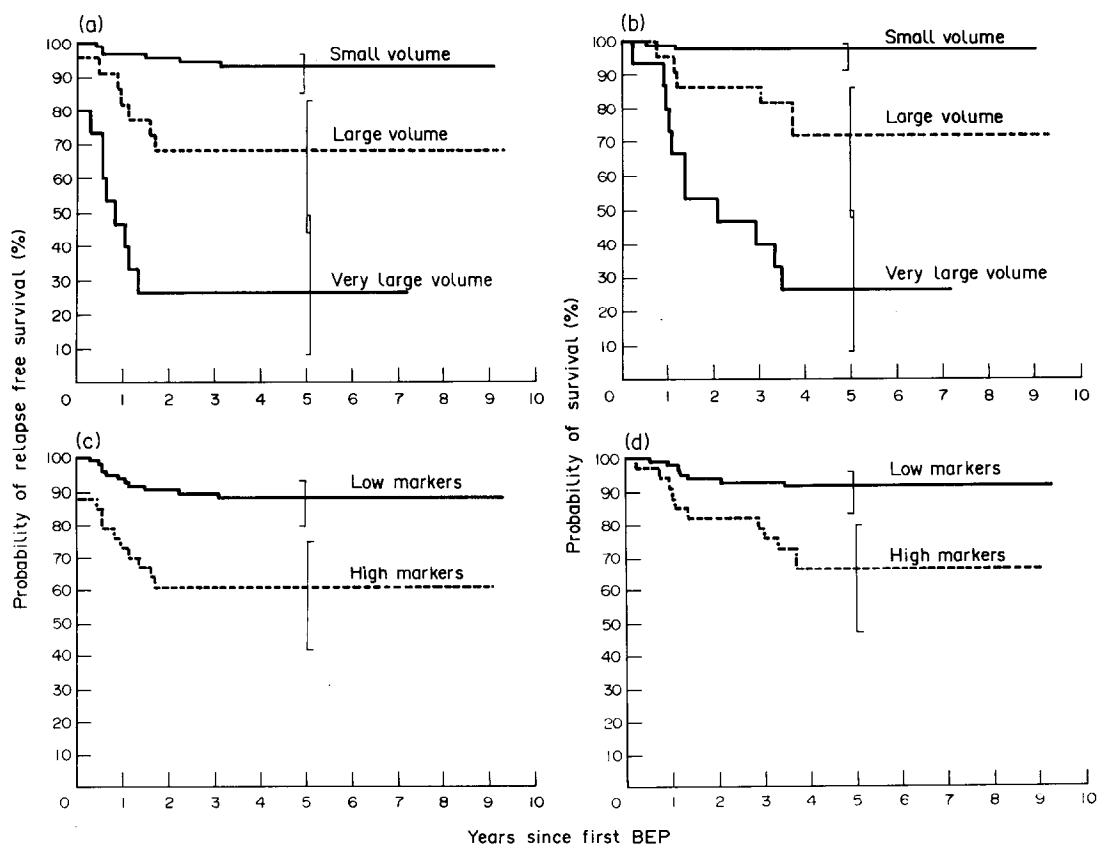 (a)
100
90
80
70
60
50
40
30
20
10
0 1 2 3 4 5 6 7 8 9 10
Small volume
Large volume
Very large volume
(b)
100
90
80
70
60
50
40
30
20
10
0 1 2 3 4 5 6 7 8 9 10
Small volume
Large volume
Very large volume
(c)
100
90
80
70
60
50
40
30
20
10
0 1 2 3 4 5 6 7 8 9 10
Low markers
High markers
(d)
100
90
80
70
60
50
40
30
20
10
0 1 2 3 4 5 6 7 8 9 10
Low markers
High markers
Probability of relapse free survival (%)
Probability of survival (%)
Years since first BEP